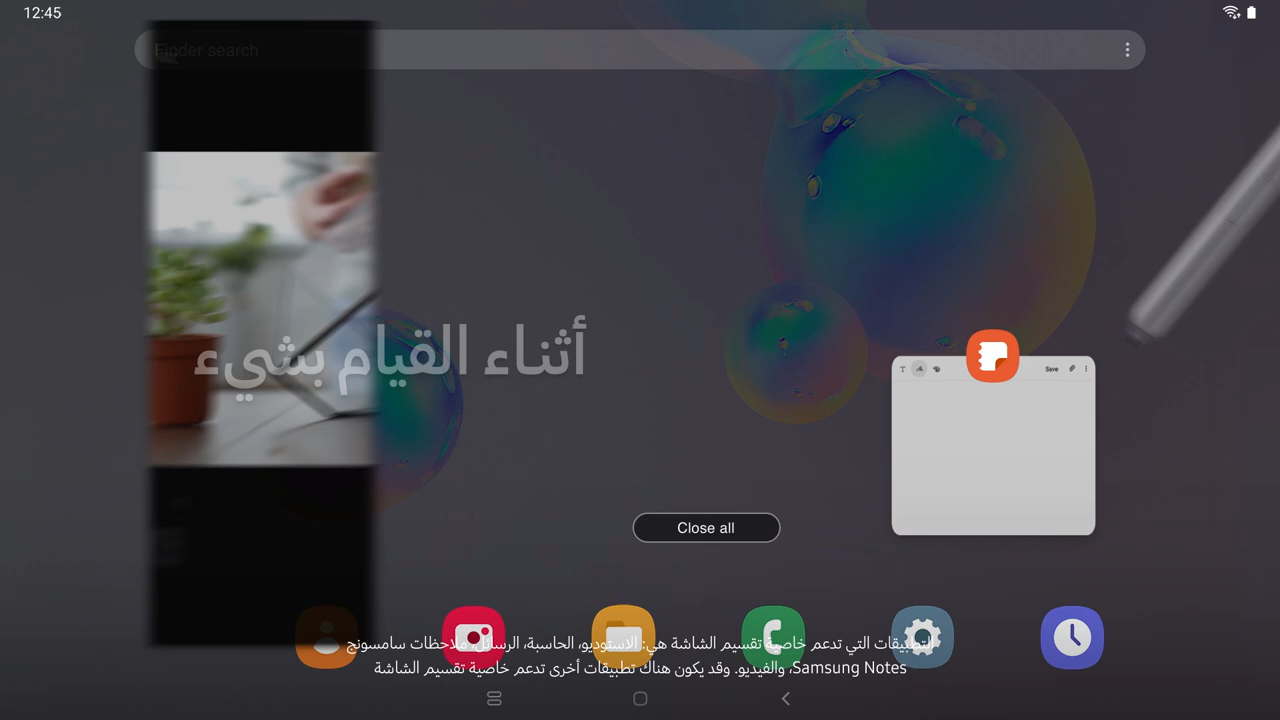 12:45
Finder search
أثناء القيام بشيء
T
Save
Close all
التطبيقات التي تدعم خاصية تقسيم الشاشة هي: الاستوديو، الحاسبة، الرسائل، ملاحظات سامسونج
Samsung Notes، والفيديو. وقد يكون هناك تطبيقات أخرى تدعم خاصية تقسيم الشاشة